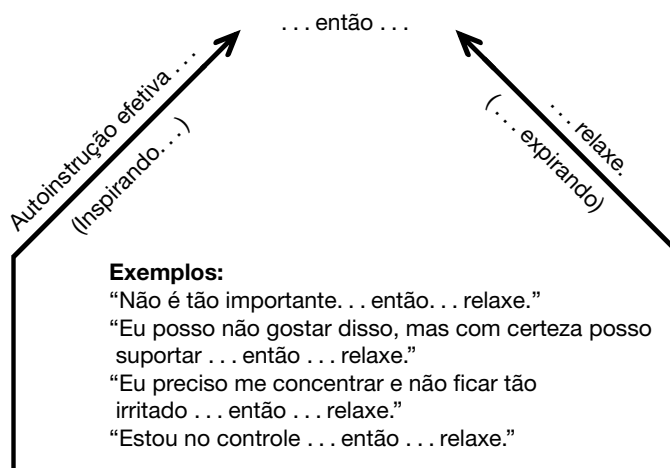 . . . então . . .
Autoinstrução efetiva . . .
(Inspirando. . .)
. . . relaxe.
(. . . expirando)
Exemplos:
“Não é tão importante. . . então. . . relaxe.”
“Eu posso não gostar disso, mas com certeza posso
suportar . . . então . . . relaxe.”
“Eu preciso me concentrar e não ficar tão
irritado . . . então . . . relaxe.”
“Estou no controle . . . então . . . relaxe.”